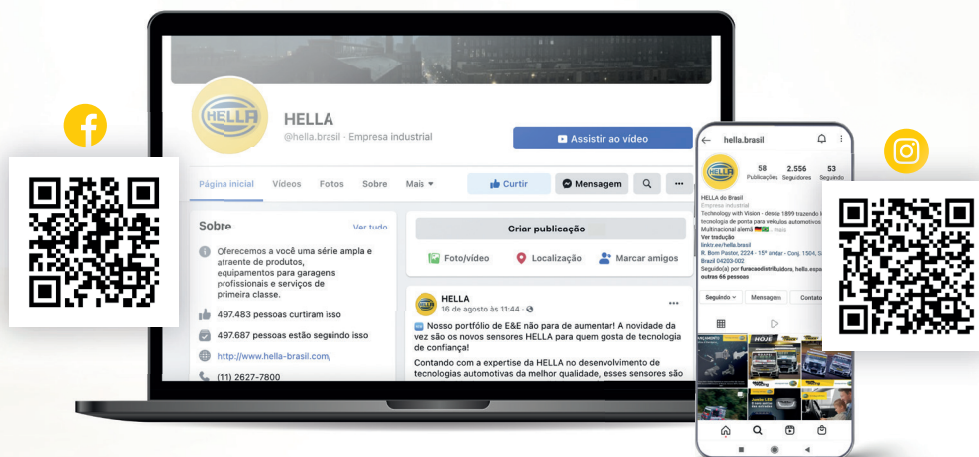 HELLA
HELLA
@hella.brasil · Empresa industrial
Assistir ao vídeo
Página inicial Vídeos Fotos Sobre Mais
Curtir Mensagem
Sobre Ver tudo
Oferecemos a você uma série ampla e
atraente de produtos,
equipamentos para garagens
profissionais e serviços de
primeira classe.
497.483 pessoas curtiram isso
497.687 pessoas estão seguindo isso
http://www.hella-brasil.com
(11) 2627-7800
Criar publicação
Foto/vídeo Localização Marcar amigos
HELLA
16 de agosto às 11:44 ·
Nosso portfólio de E&E não para de aumentar! A novidade da
vez são os novos sensores HELLA para quem gosta de tecnologia
de confiança!
Contando com a expertise da HELLA no desenvolvimento de
tecnologias automotivas da melhor qualidade, esses sensores são
hella.brasil
HELLA
58 2.556 53
Publicações Seguidores Seguindo
HELLA do Brasil
Empresa industrial
Technology with Vision - desde 1899 trazendo
tecnologia de ponta para veículos automotivos
Multinacional alemã ... mais
Ver tradução
linktr.ee/hella.brasil
R. Bom Pastor, 2224 - 15º andar - Conj. 1504,
Brazil 04203-002
Seguido(a) por furacaodistribuidora,
outras 66 pessoas
Seguindo Mensagem Contato
HOJE
Jumbo LED